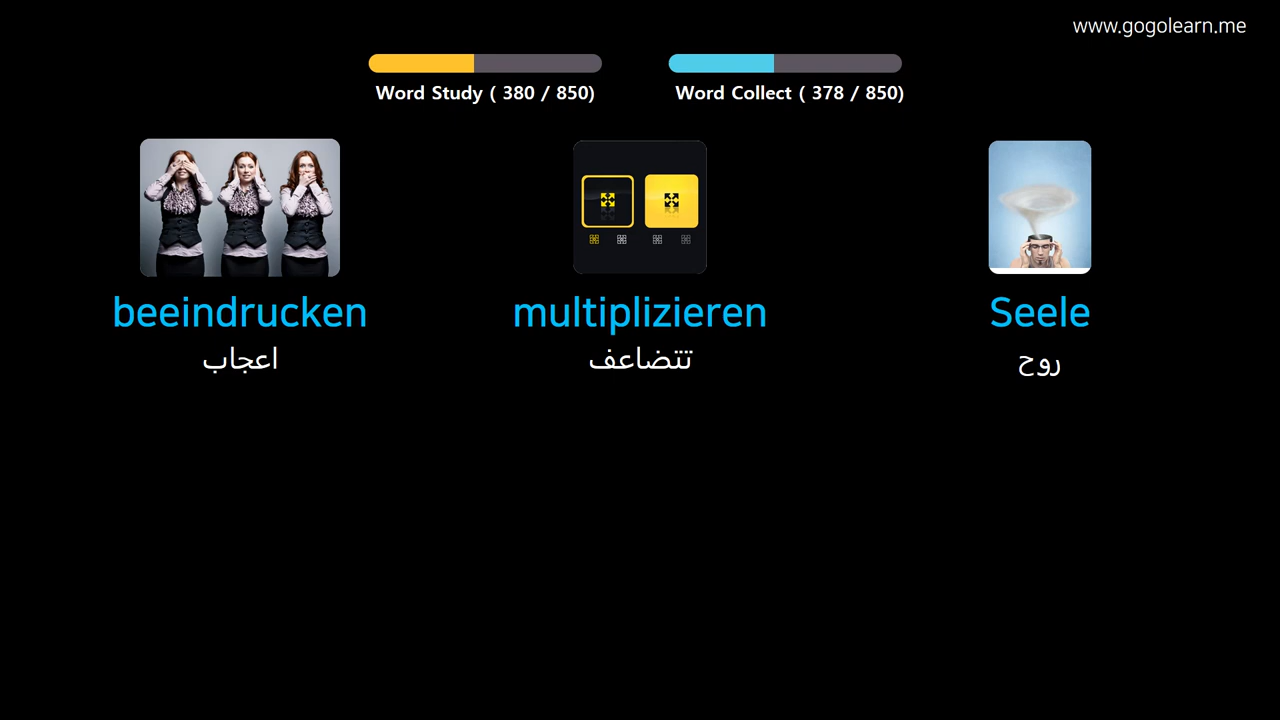 www.gogolearn.me
Word Study ( 380 / 850)
Word Collect ( 378 / 850)
beeindrucken
multiplizieren
Seele
اعجاب
تتضاعف
روح